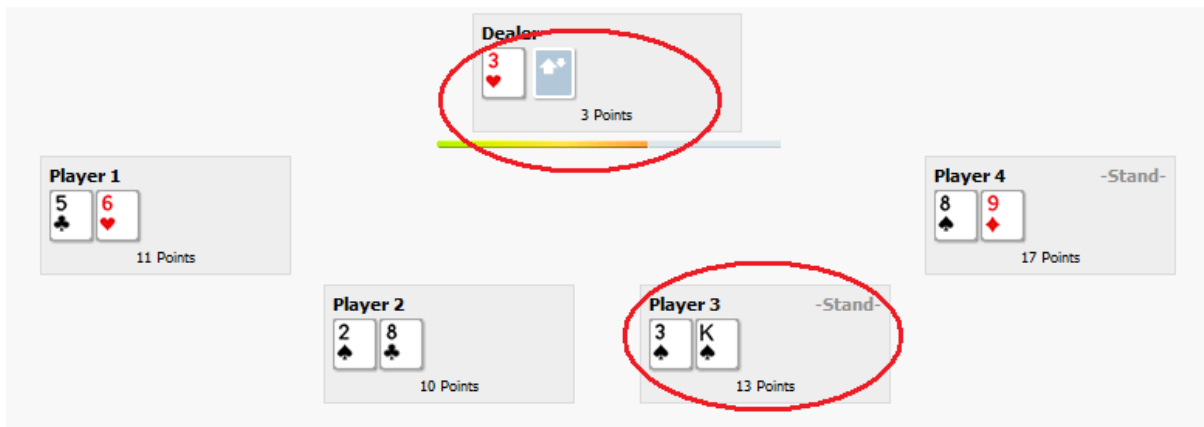 Dealer
3
3 Points
Player 1
5 6
11 Points
Player 4 -Stand-
8 9
17 Points
Player 2
2 8
10 Points
Player 3 -Stand-
3 K
13 Points